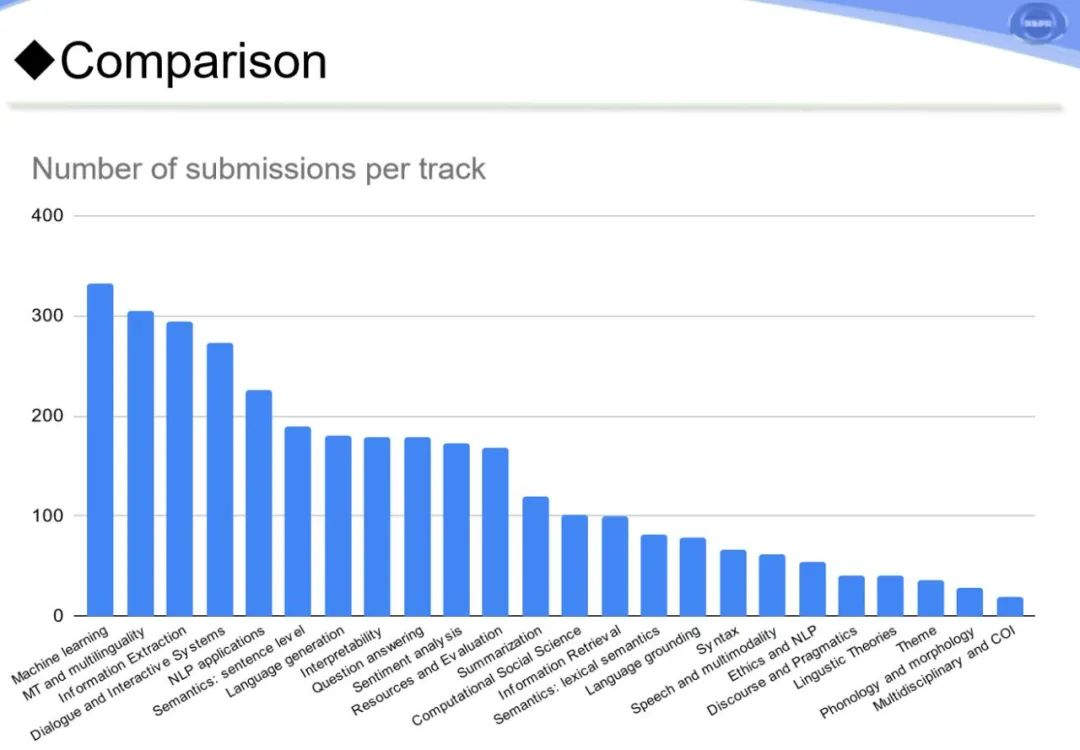 ◆Comparison
Number of submissions per track
400
300
200
100
0
Machine learning
MT and multilinguality
Information Extraction
Dialogue and Interactive Systems
NLP applications
Semantics: sentence level
Language generation
Interpretability
Question answering
Sentiment analysis
Resources and Evaluation
Summarization
Computational Social Science
Information Retrieval
Semantics: lexical semantics
Language grounding
Syntax
Speech and multimodality
Ethics and NLP
Discourse and Pragmatics
Lingustic Theories
Theme
Phonology and morphology
Multidisciplinary and COI